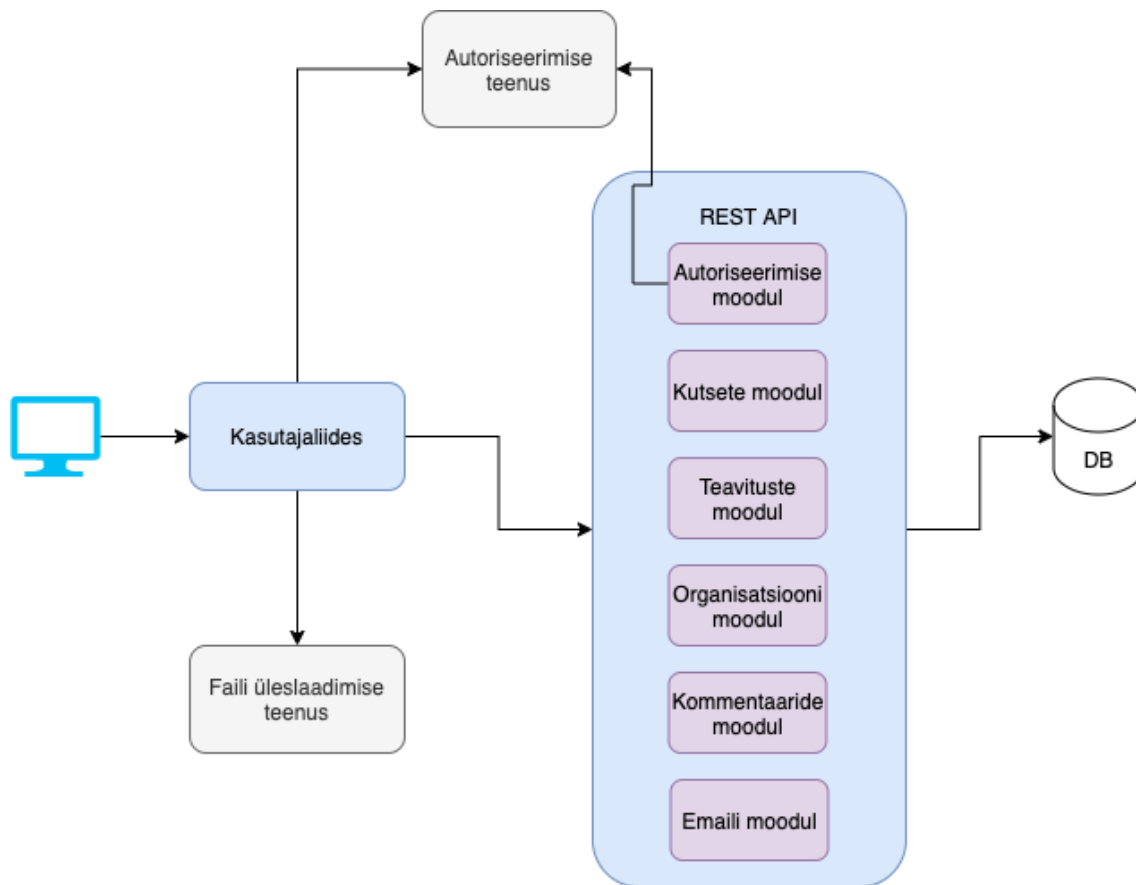 Autoriseerimise
teenus
REST API
Autoriseerimise
moodul
Kutsete moodul
Kasutajaliides
DB
Teavituste
moodul
Organisatsiooni
moodul
Faili üleslaadimise
teenus
Kommentaaride
moodul
Emaili moodul